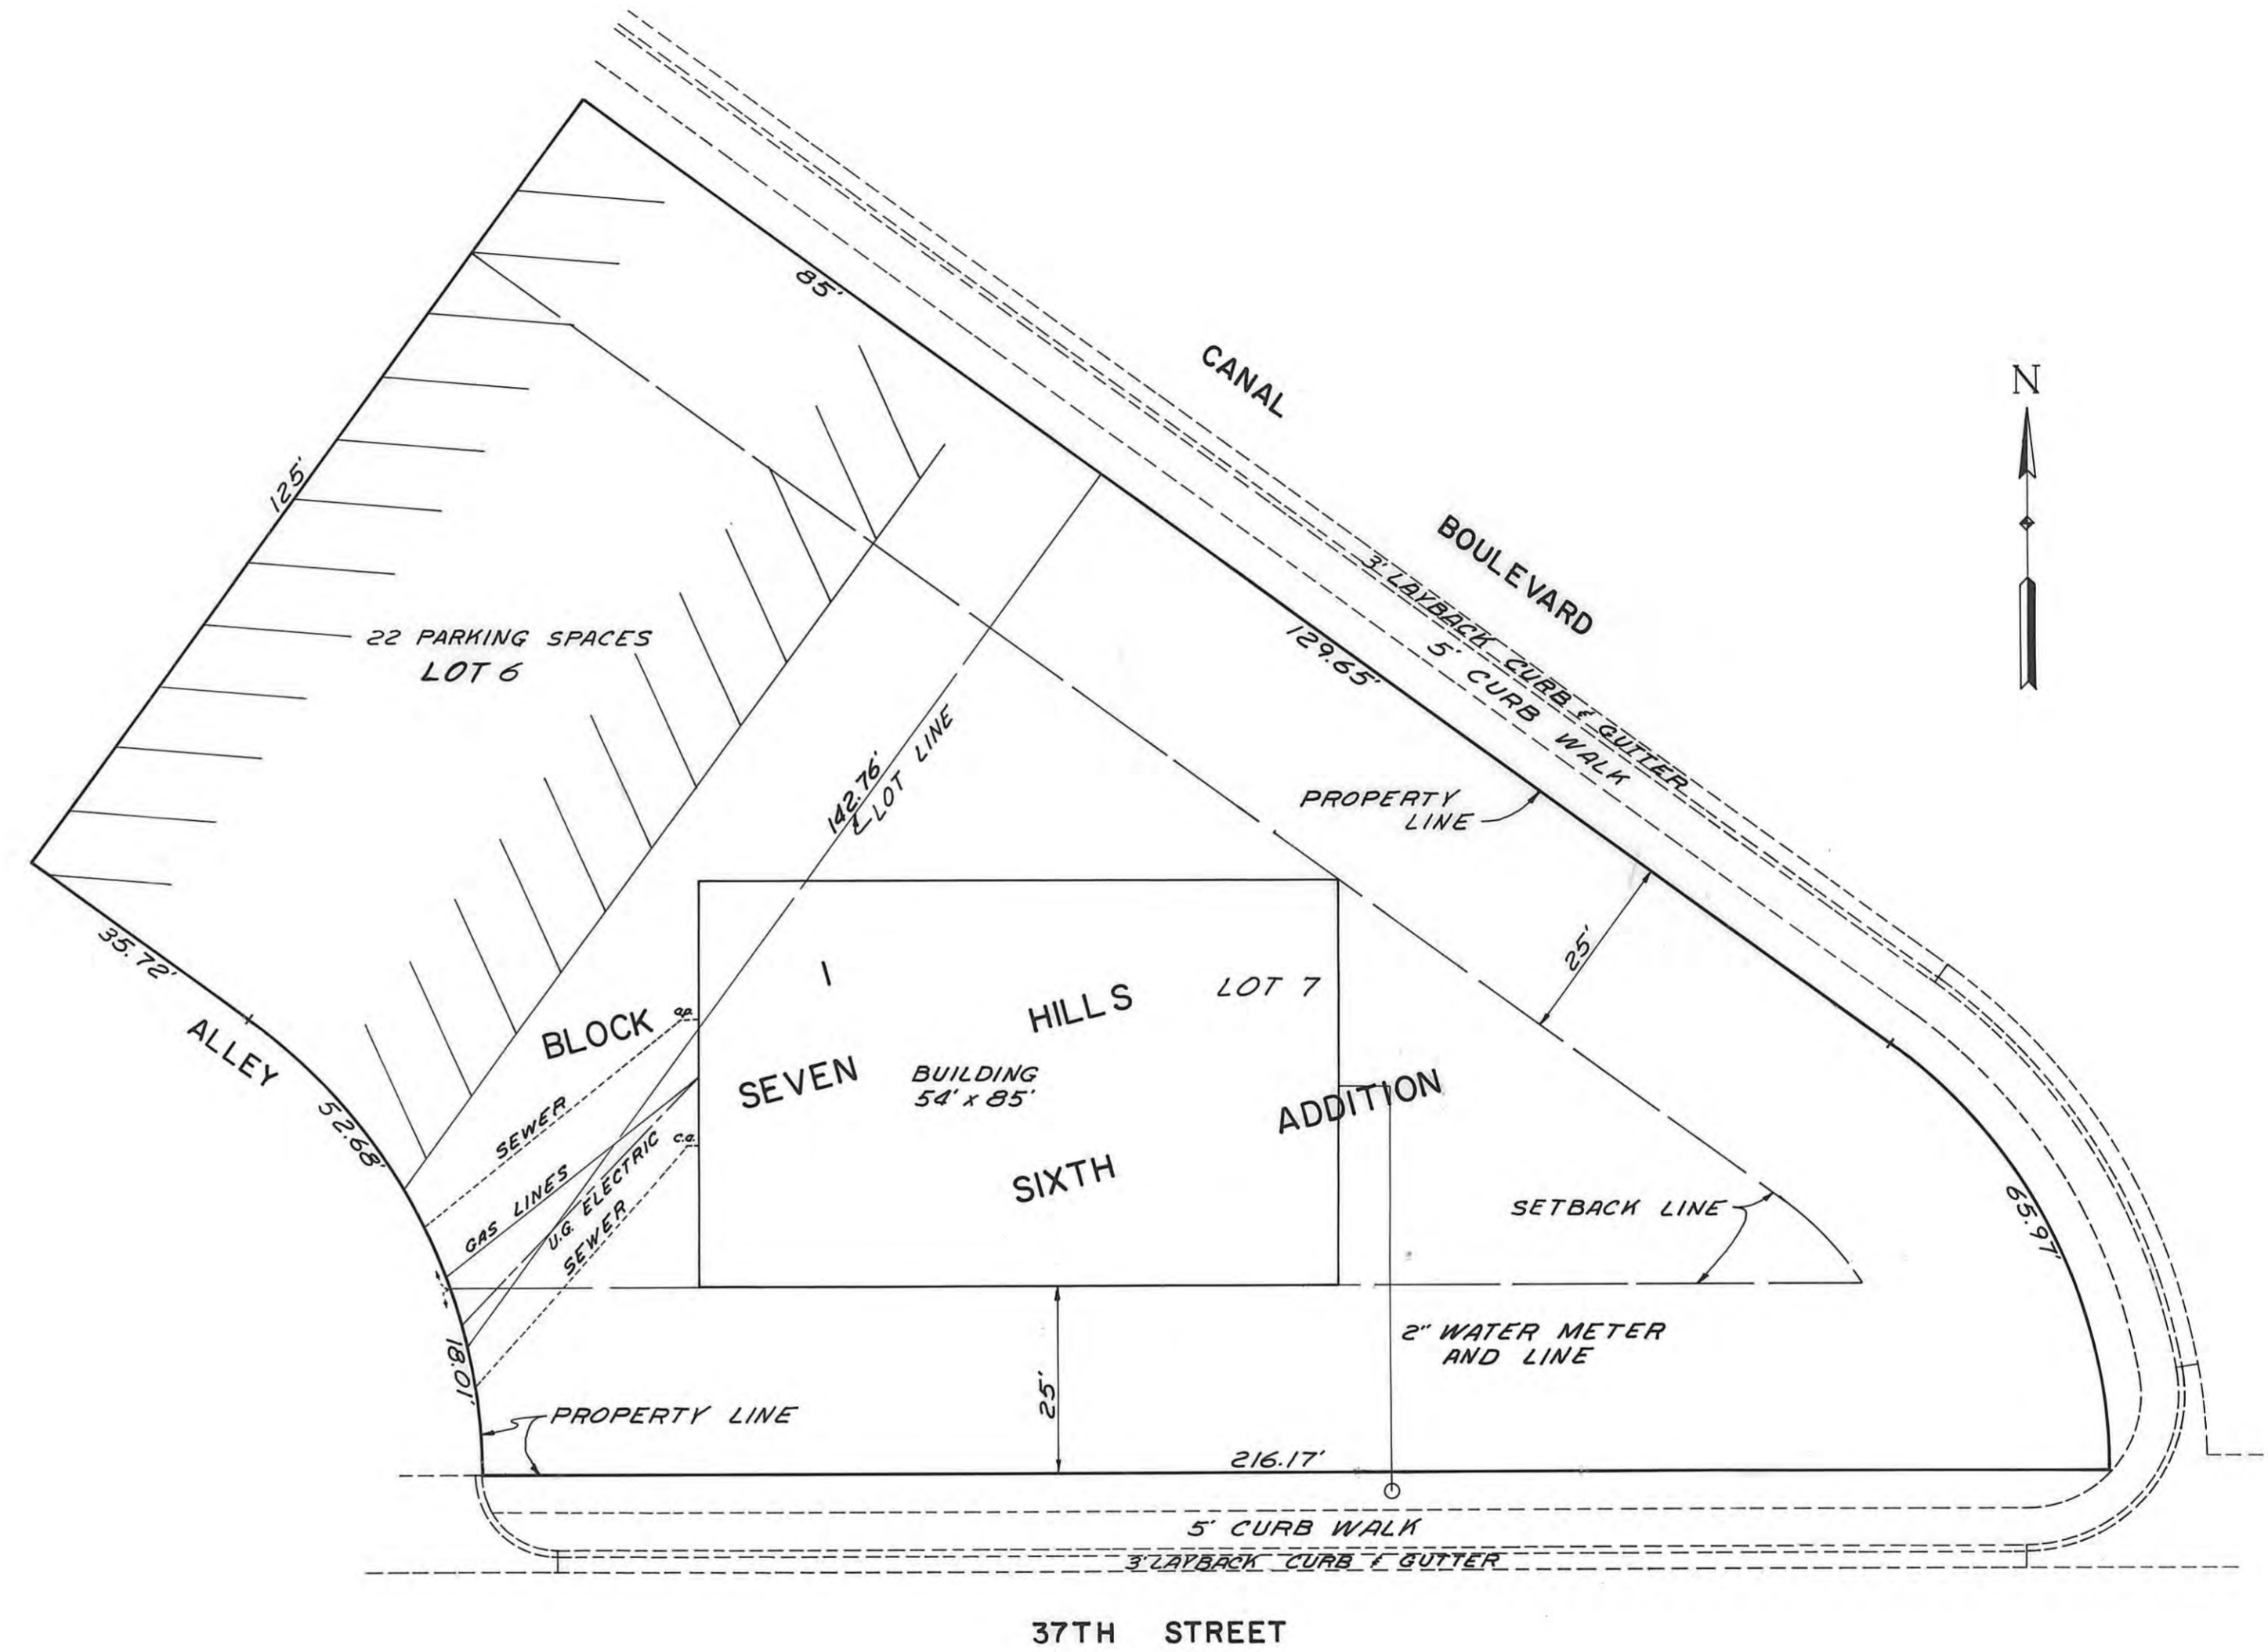 CANAL
BOULEVARD
N
85'
125'
3' LAYBACK CURB & GUTTER
5' CURB WALK
22 PARKING SPACES
LOT 6
129.65'
142.76'
LOT LINE
PROPERTY
LINE
25'
35.72'
ALLEY
52.68'
BLOCK
1
SEVEN
HILLS
LOT 7
BUILDING
54' x 85'
ADDITION
SIXTH
a.p.
SEWER
GAS LINES
U.G. ELECTRIC
c.o.
SEWER
SETBACK LINE
65.97'
18.01'
2" WATER METER
AND LINE
25'
PROPERTY LINE
216.17'
5' CURB WALK
3' LAYBACK CURB & GUTTER
37TH STREET